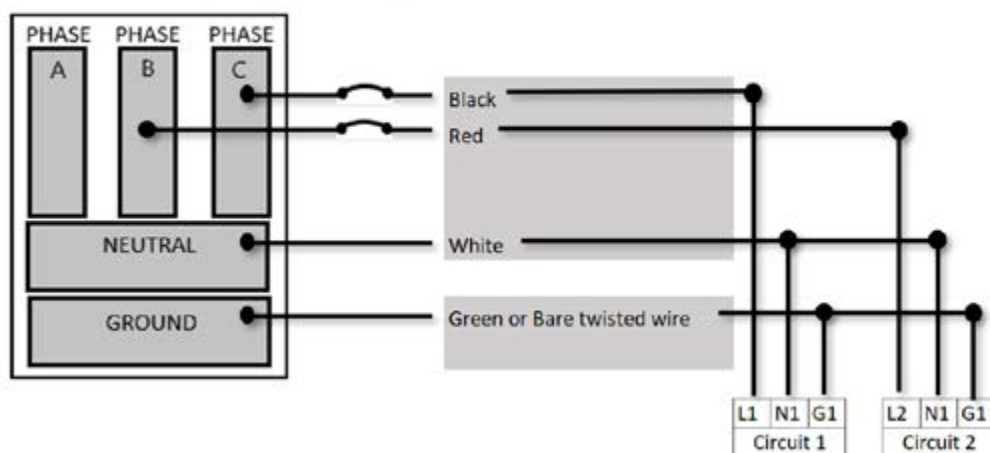 PHASE PHASE PHASE
A B C
Black
Red
NEUTRAL
White
GROUND
Green or Bare twisted wire
L1 N1 G1
Circuit 1
L2 N1 G1
Circuit 2